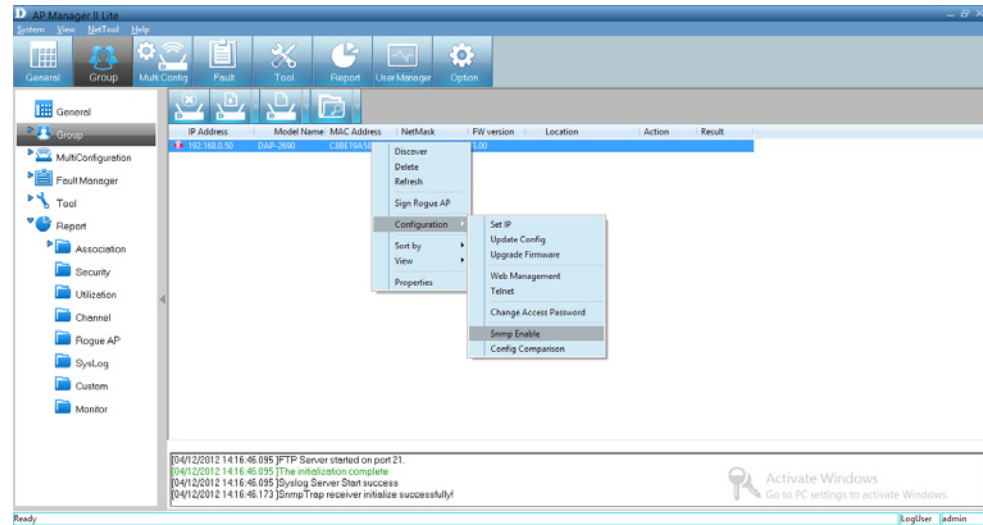 AP Manager II Lite
System View NetTool Help
General Group Multi Config Fault Tool Report UserManager Option
General
Group
MultiConfiguration
Fault Manager
Tool
Report
Association
Security
Utilization
Channel
Rogue AP
SysLog
Custom
Monitor
IP Address Model Name MAC Address NetMask FW version Location Action Result
192.168.0.50 DAP-2690 C8BE19A5 1.00
Discover
Delete
Refresh
Sign Rogue AP
Configuration
Sort by
View
Properties
Set IP
Update Config
Upgrade Firmware
Web Management
Telnet
Change Access Password
Snmp Enable
Config Comparison
[04/12/2012 14:16:46.095 ]FTP Server started on port 21.
[04/12/2012 14:16:46.095 ]The initialization complete
[04/12/2012 14:16:46.095 ]Syslog Server Start success
[04/12/2012 14:16:46.173 ]SnmpTrap receiver initialize successfully!
Activate Windows
Go to PC settings to activate Windows.
Ready LogUser admin